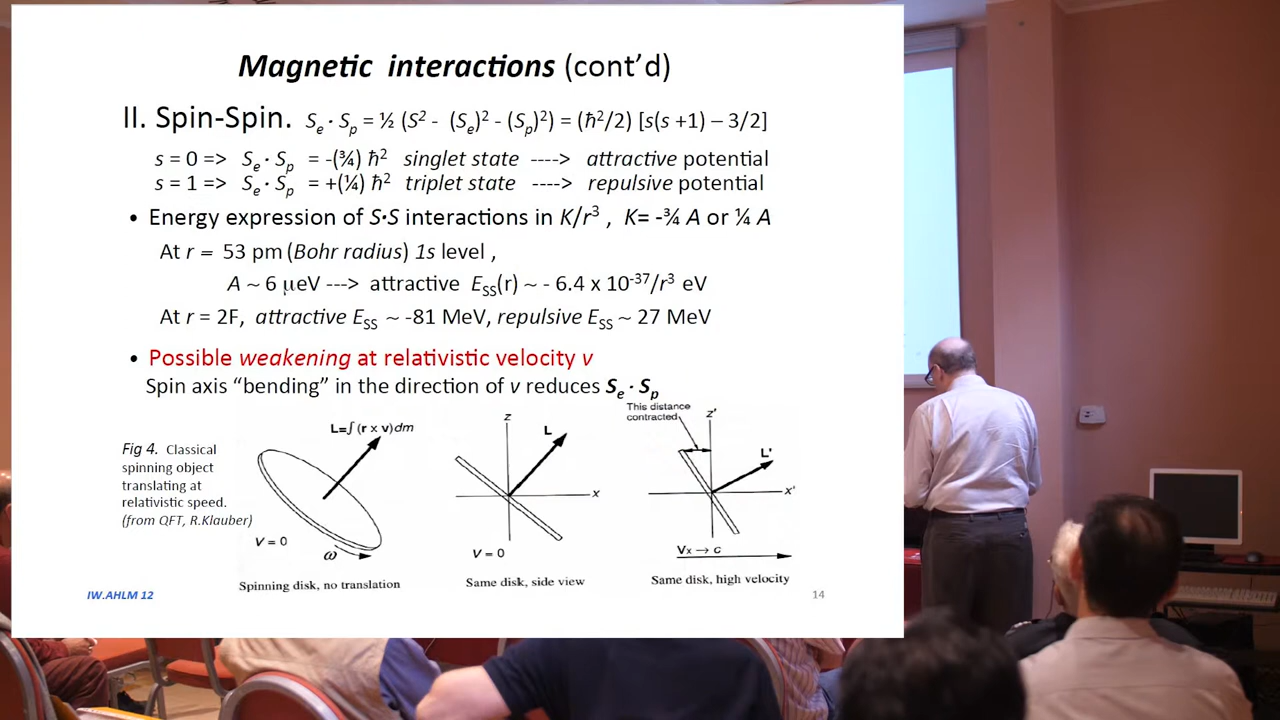 Magnetic interactions (cont'd)
II. Spin-Spin. Se · Sp = ½ (S² - (Se)² - (Sp)²) = (ħ²/2) [s(s +1) – 3/2]
s = 0 => Se · Sp = -(¾) ħ² singlet state ----> attractive potential
s = 1 => Se · Sp = +(¼) ħ² triplet state ----> repulsive potential
• Energy expression of S•S interactions in K/r³ , K= -¾ A or ¼ A
At r = 53 pm (Bohr radius) 1s level ,
A ~ 6 μeV ---> attractive ESS(r) ~ - 6.4 x 10⁻³⁷/r³ eV
At r = 2F, attractive ESS ~ -81 MeV, repulsive ESS ~ 27 MeV
• Possible weakening at relativistic velocity v
Spin axis “bending” in the direction of v reduces Se · Sp
Fig 4. Classical
spinning object
translating at
relativistic speed.
(from QFT, R.Klauber)
L=∫(r x v)dm
V = 0
ω
Spinning disk, no translation
z
L
x
V = 0
Same disk, side view
This distance
contracted
z'
L'
x'
Vx → c
Same disk, high velocity
IW.AHLM 12
14